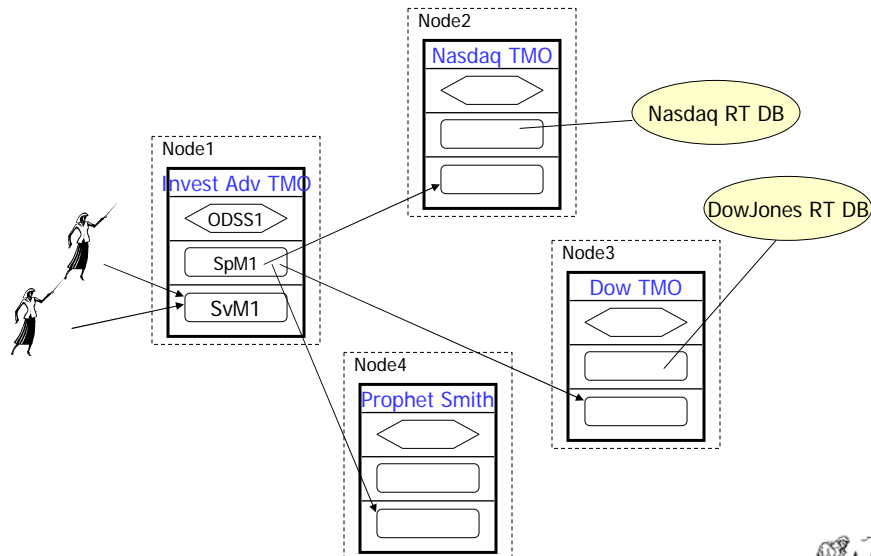 Node2
Nasdaq TMO
Nasdaq RT DB
Node1
Invest Adv TMO
ODSS1
SpM1
SvM1
DowJones RT DB
Node3
Dow TMO
Node4
Prophet Smith